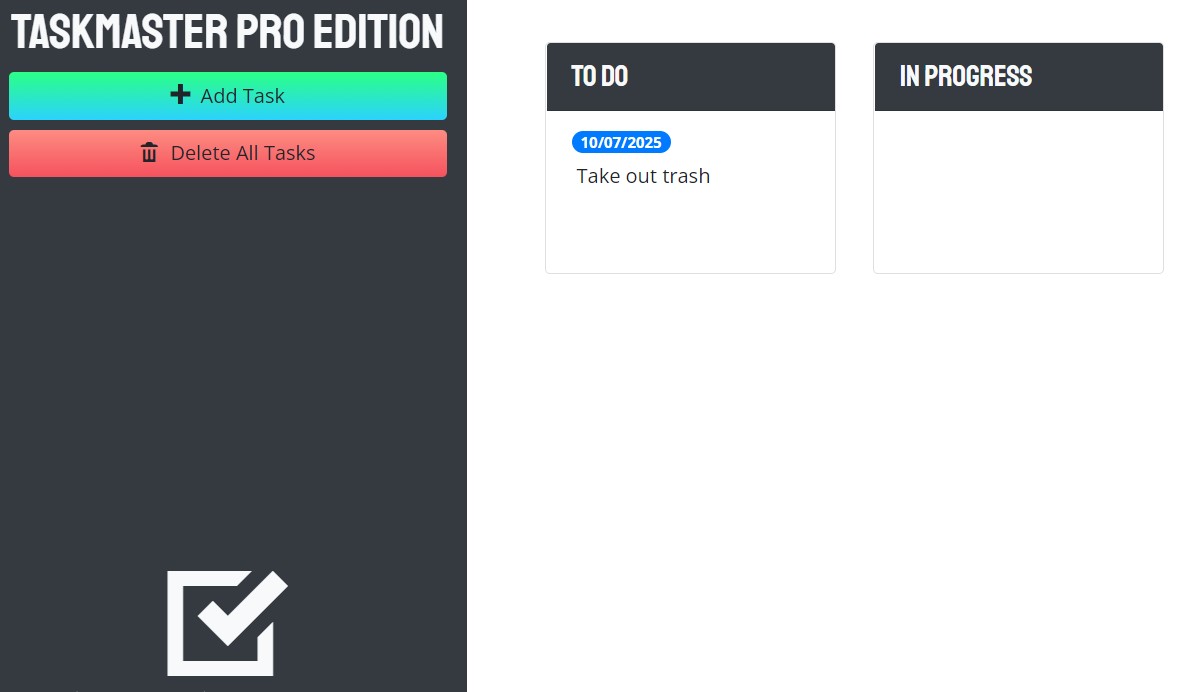 TASKMASTER PRO EDITION
Add Task
Delete All Tasks
TO DO
10/07/2025
Take out trash
IN PROGRESS